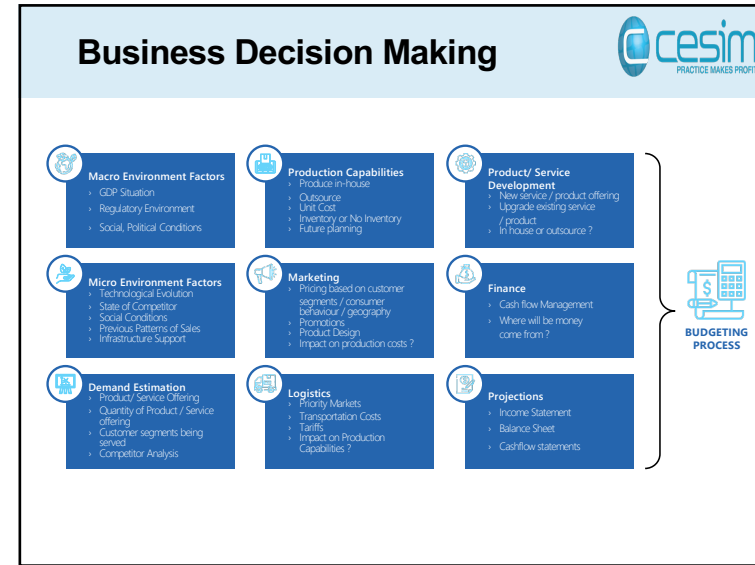 Business Decision Making
cesim
PRACTICE MAKES PROFIT
Macro Environment Factors
› GDP Situation
› Regulatory Environment
› Social, Political Conditions
Production Capabilities
› Produce in-house
› Outsource
› Unit Cost
› Inventory or No Inventory
› Future planning
Product/ Service
Development
› New service / product offering
› Upgrade existing service
/ product
› In house or outsource ?
Micro Environment Factors
› Technological Evolution
› State of Competitor
› Social Conditions
› Previous Patterns of Sales
› Infrastructure Support
Marketing
› Pricing based on customer
segments / consumer
behaviour / geography
› Promotions
› Product Design
› Impact on production costs ?
Finance
› Cash flow Management
› Where will be money
come from ?
Demand Estimation
› Product/ Service Offering
› Quantity of Product / Service
offering
› Customer segments being
served
› Competitor Analysis
Logistics
› Priority Markets
› Transportation Costs
› Tariffs
› Impact on Production
Capabilities ?
Projections
› Income Statement
› Balance Sheet
› Cashflow statements
$
BUDGETING
PROCESS